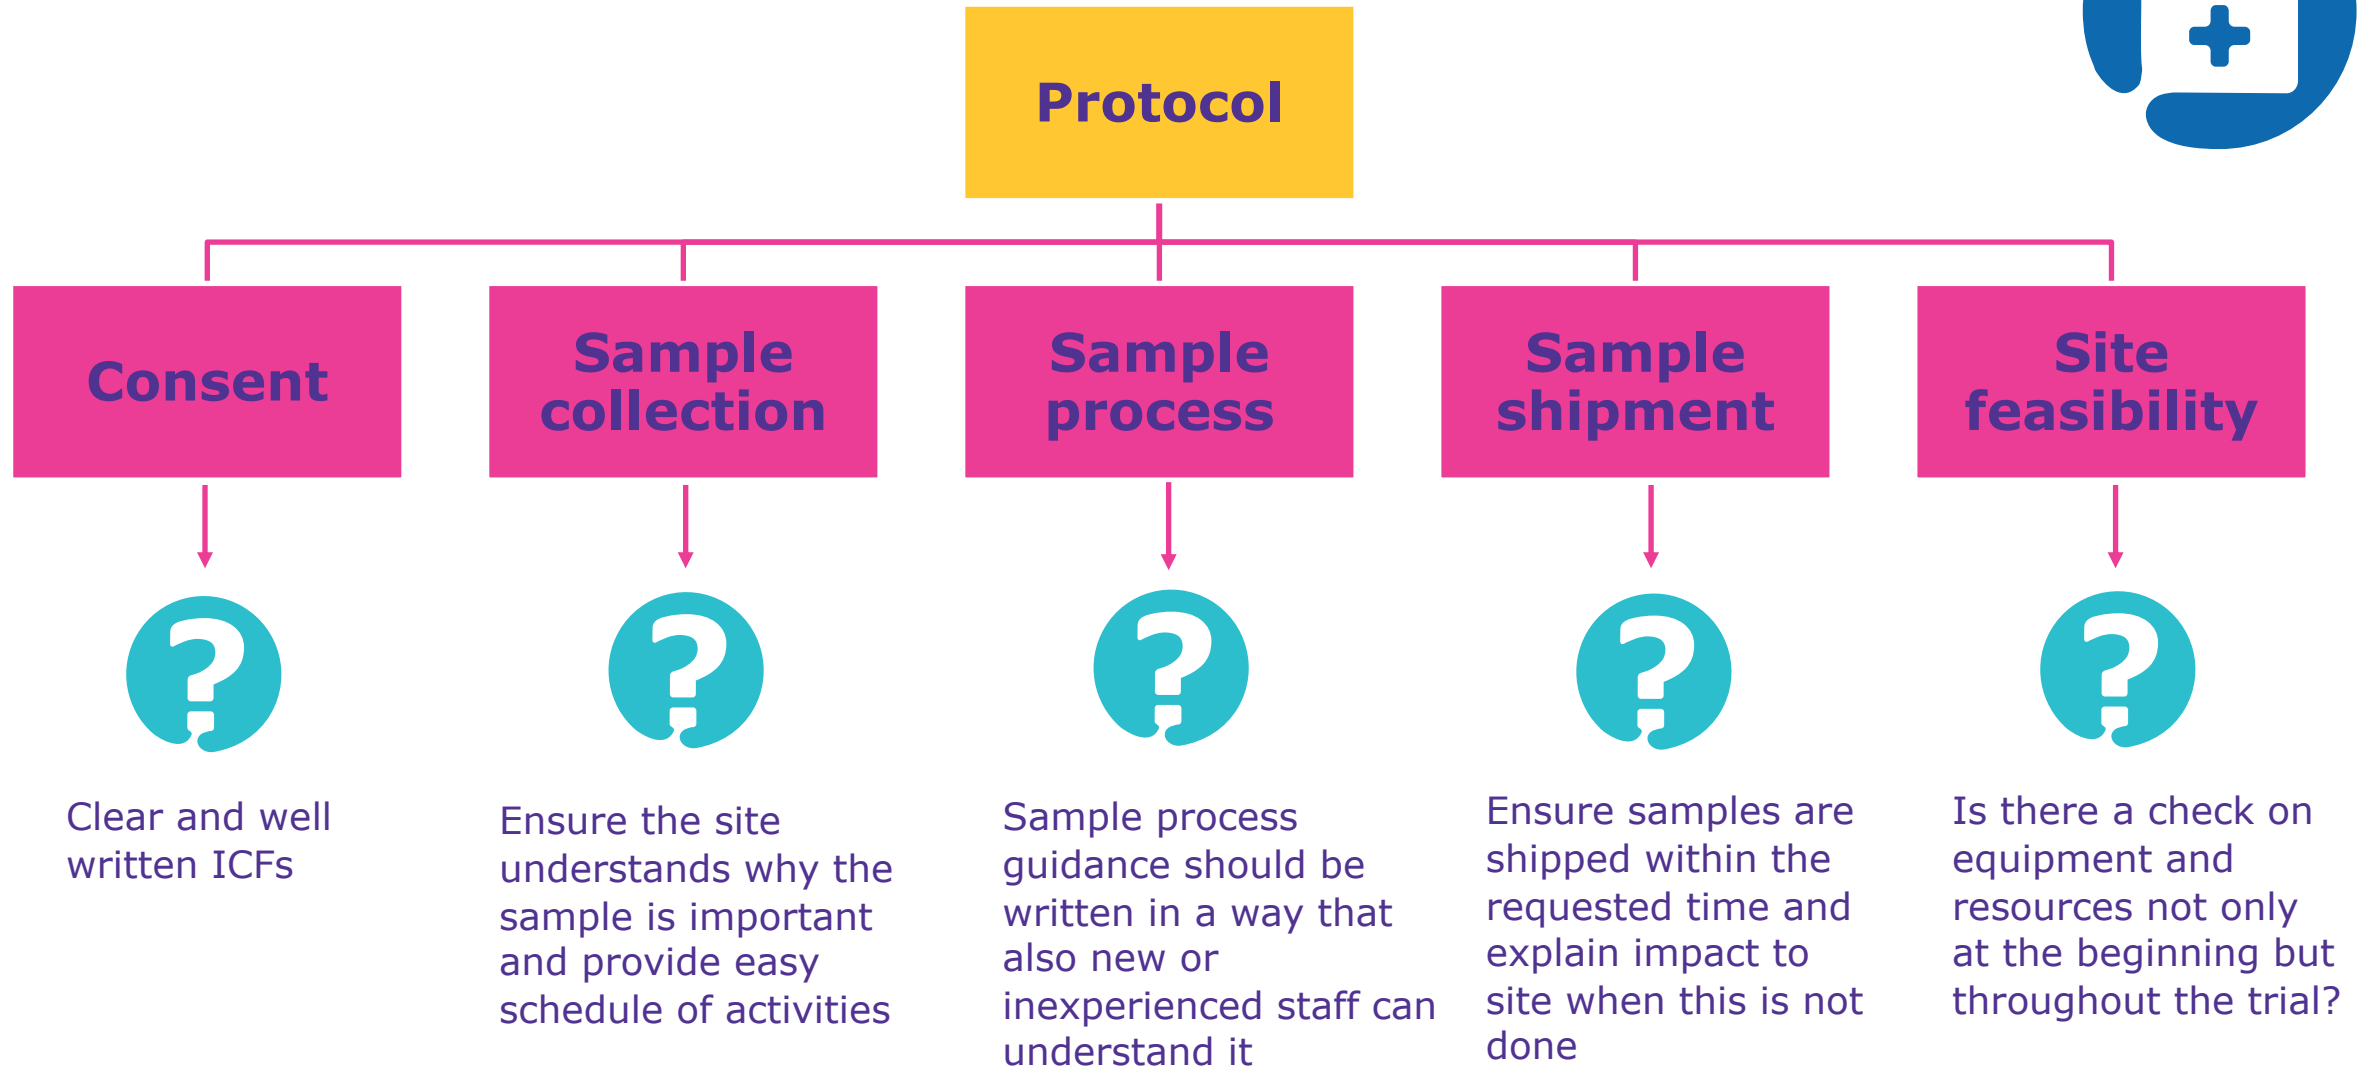 Protocol
Consent
Sample
collection
Sample
process
Sample
shipment
Site
feasibility
Clear and well
written ICFs
Ensure the site
understands why the
sample is important
and provide easy
schedule of activities
Sample process
guidance should be
written in a way that
also new or
inexperienced staff can
understand it
Ensure samples are
shipped within the
requested time and
explain impact to
site when this is not
done
Is there a check on
equipment and
resources not only
at the beginning but
throughout the trial?